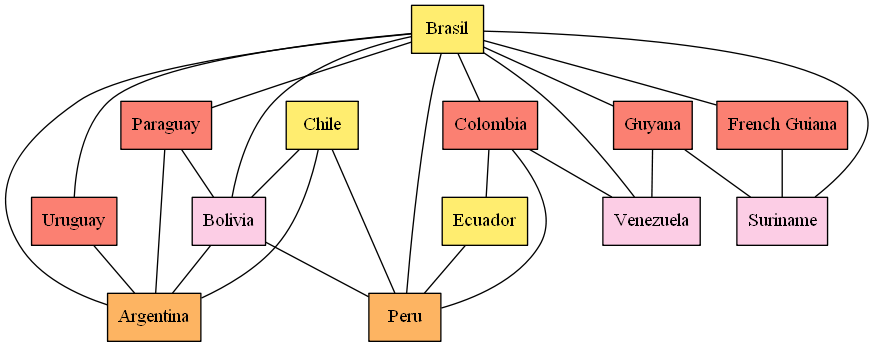 Brasil
Paraguay
Chile
Colombia
Guyana
French Guiana
Uruguay
Bolivia
Ecuador
Venezuela
Suriname
Argentina
Peru